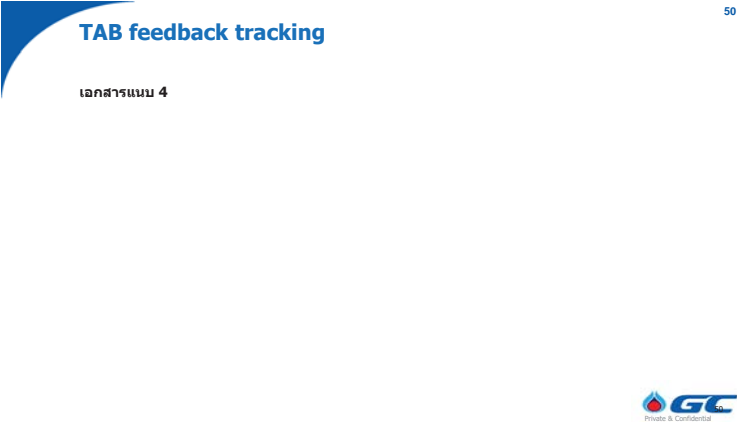 50
TAB feedback tracking
เอกสารแนบ 4
GC
50
Private & Confidential